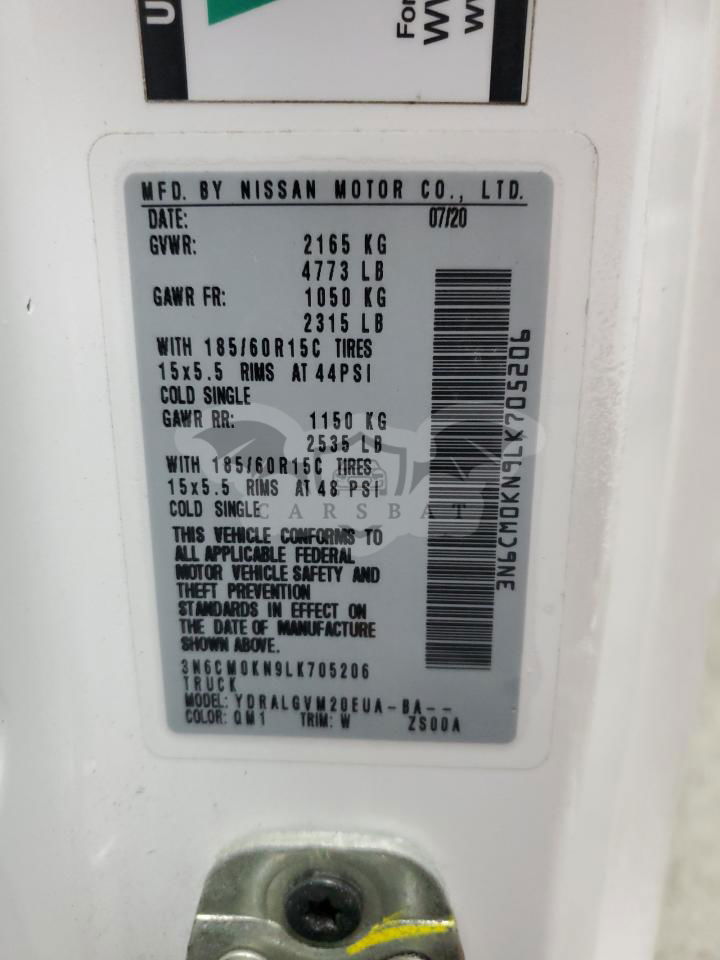 U
For
MFD. BY NISSAN MOTOR CO., LTD.
DATE: 07/20
GVWR: 2165 KG
4773 LB
GAWR FR: 1050 KG
2315 LB
WITH 185/60R15C TIRES
15x5.5 RIMS AT 44PSI
COLD SINGLE
GAWR RR: 1150 KG
2535 LB
WITH 185/60R15C TIRES
15x5.5 RIMS AT 48 PSI
COLD SINGLE
THIS VEHICLE CONFORMS TO
ALL APPLICABLE FEDERAL
MOTOR VEHICLE SAFETY AND
THEFT PREVENTION
STANDARDS IN EFFECT ON
THE DATE OF MANUFACTURE
SHOWN ABOVE.
3N6CM0KN9LK705206
TRUCK
MODEL: YDRALGVM20EUA-BA--
COLOR: QM1 TRIM: W ZS00A
3N6CM0KN9LK705206
CARSBAT